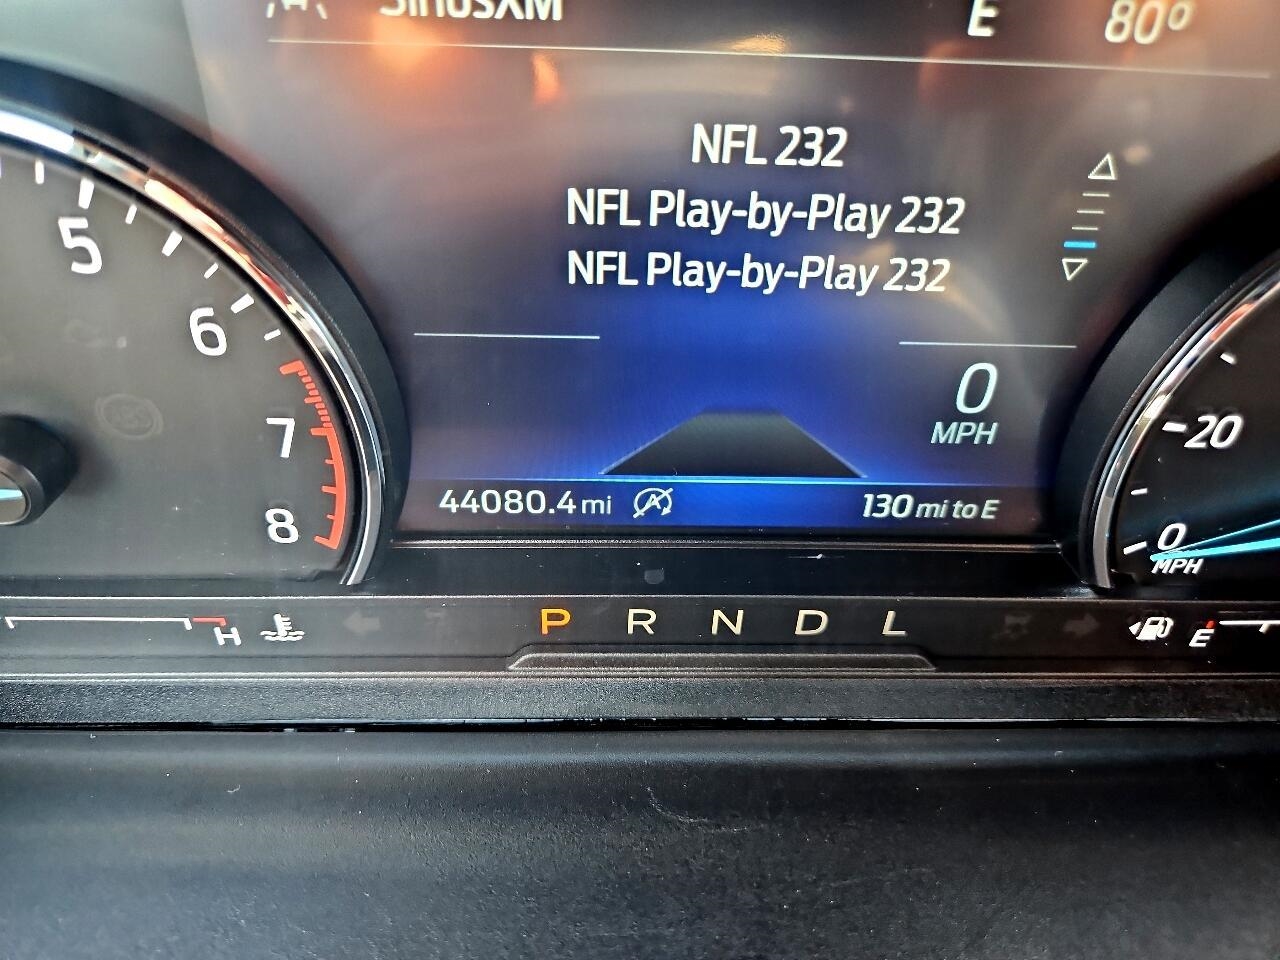 SiriusXM E 80°
NFL 232
NFL Play-by-Play 232
NFL Play-by-Play 232
5
6
7
8
0
MPH
20
0
MPH
44080.4 mi A 130 mi to E
H P R N D L E